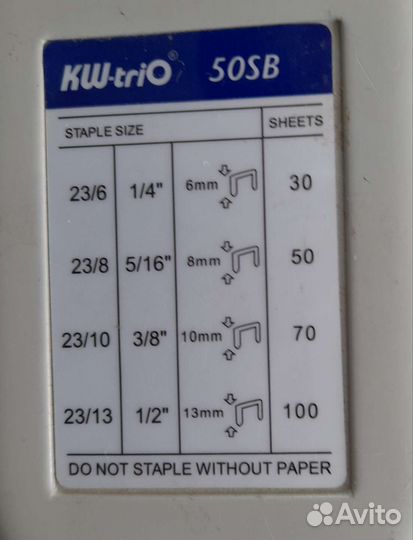 KW-triO® 50SB
STAPLE SIZE SHEETS
23/6 1/4" 6mm 30
23/8 5/16" 8mm 50
23/10 3/8" 10mm 70
23/13 1/2" 13mm 100
DO NOT STAPLE WITHOUT PAPER
Avito